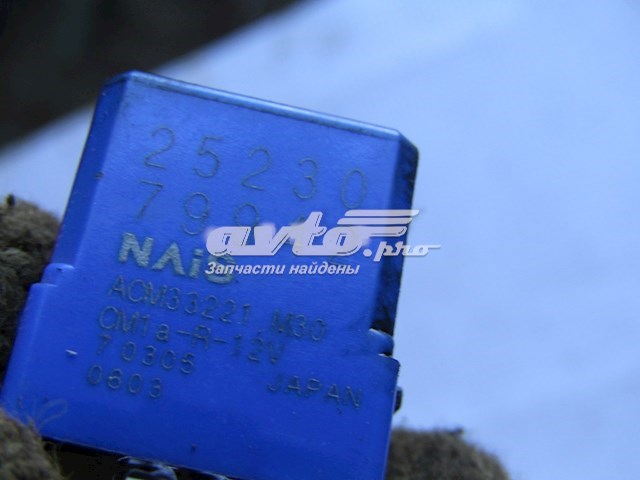 25230
avto.pro
Запчасти найдены
NAiS
ACM33221 M30
CM1a-R-12V
70305
0603 JAPAN